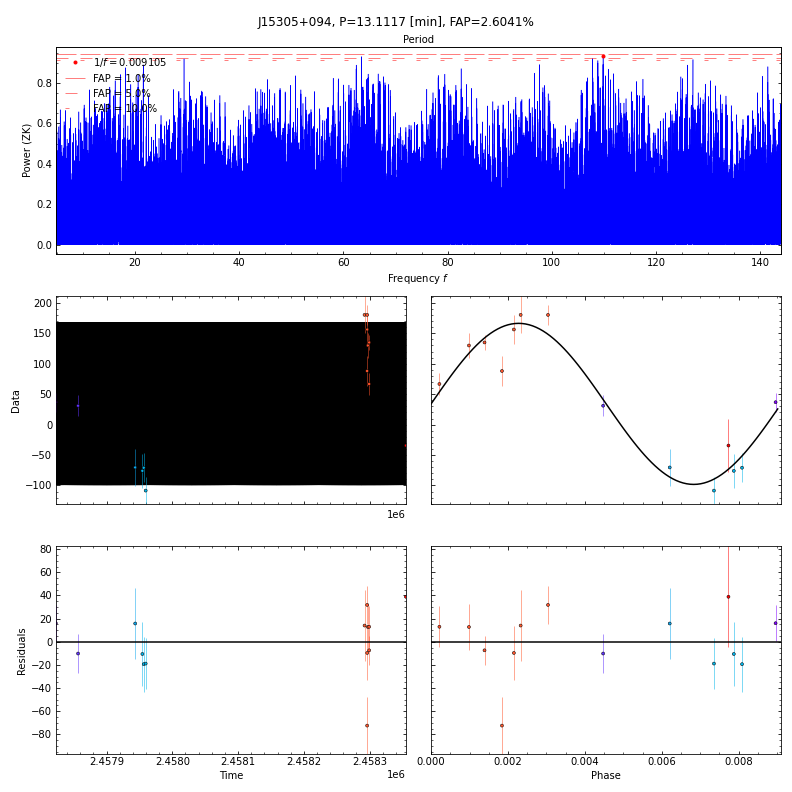 J15305+094, P=13.1117 [min], FAP=2.6041%
Period
1/f = 0.009105
FAP = 1.0%
FAP = 5.0%
FAP = 10.0%
Power (ZK)
0.8
0.6
0.4
0.2
0.0
20 40 60 80 100 120 140
Frequency f
Data
200
150
100
50
0
−50
−100
1e6
Residuals
80
60
40
20
0
−20
−40
−60
−80
2.4579 2.4580 2.4581 2.4582 2.4583
1e6
Time
0.000 0.002 0.004 0.006 0.008
Phase